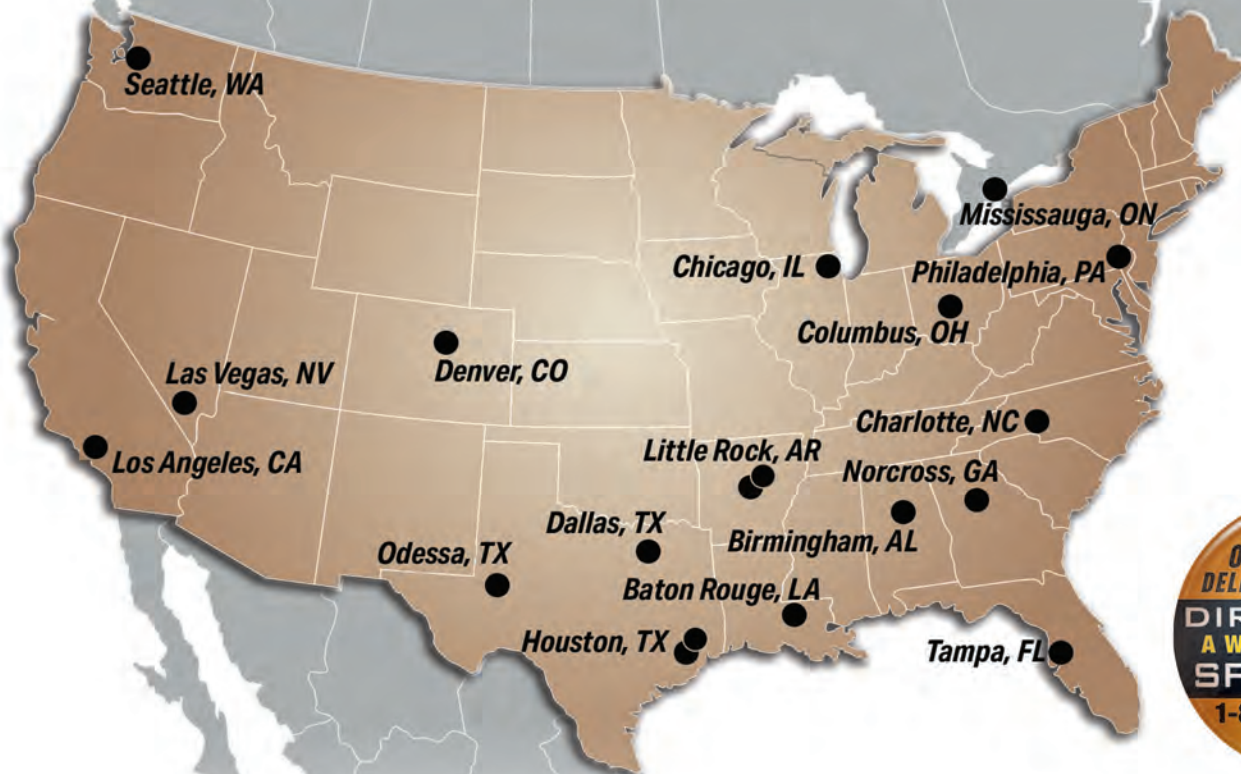 Seattle, WA
Mississauga, ON
Chicago, IL
Philadelphia, PA
Columbus, OH
Las Vegas, NV
Denver, CO
Charlotte, NC
Los Angeles, CA
Little Rock, AR
Norcross, GA
Dallas, TX
Birmingham, AL
Odessa, TX
Baton Rouge, LA
Houston, TX
Tampa, FL
A W
1-8